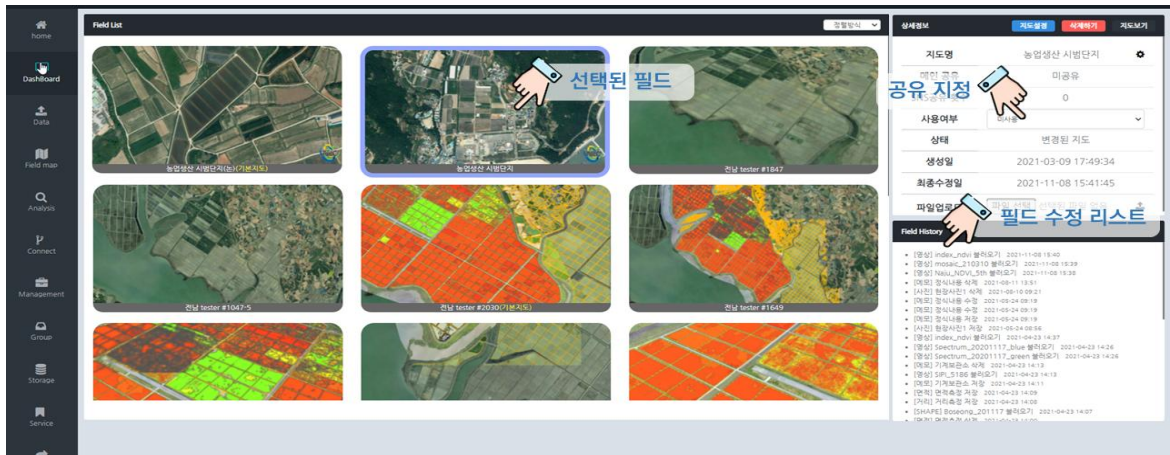 home
DashBoard
Data
Field map
Analysis
Connect
Management
Group
Storage
Service
Field List
정렬방식
농업생산 시범단지(논)(기본지도)
농업생산 시범단지
전남 tester #1847
전남 tester #1047-5
전남 tester #2030(기본지도)
전남 tester #1649
선택된 필드
상세정보
지도설정
삭제하기
지도보기
지도명
농업생산 시범단지
메인 공유
미공유
공유 지정
0
사용여부
미사용
상태
변경된 지도
생성일
2021-03-09 17:49:34
최종수정일
2021-11-08 15:41:45
파일업로드
파일 선택 선택된 파일 없음
필드 수정 리스트
Field History
[영상] index_ndvi 불러오기 2021-11-08 15:40
[영상] mosaic_210310 불러오기 2021-11-08 15:39
[영상] Naju_NDVI_5th 불러오기 2021-11-08 15:38
[메모] 정식내용 삭제 2021-08-11 13:51
[사진] 현장사진1 삭제 2021-08-10 09:21
[메모] 정식내용 수정 2021-05-24 09:19
[메모] 정식내용 수정 2021-05-24 09:19
[메모] 정식내용 저장 2021-05-24 09:19
[사진] 현장사진1 저장 2021-05-24 08:56
[영상] index_ndvi 불러오기 2021-04-23 14:37
[영상] Spectrum_20201117_blue 불러오기 2021-04-23 14:26
[영상] Spectrum_20201117_green 불러오기 2021-04-23 14:26
[메모] 기계보관소 삭제 2021-04-23 14:13
[영상] SIPI_5186 불러오기 2021-04-23 14:13
[메모] 기계보관소 저장 2021-04-23 14:11
[면적] 면적측정 저장 2021-04-23 14:09
[거리] 거리측정 저장 2021-04-23 14:08
[SHAPE] Boseong_201117 불러오기 2021-04-23 14:07